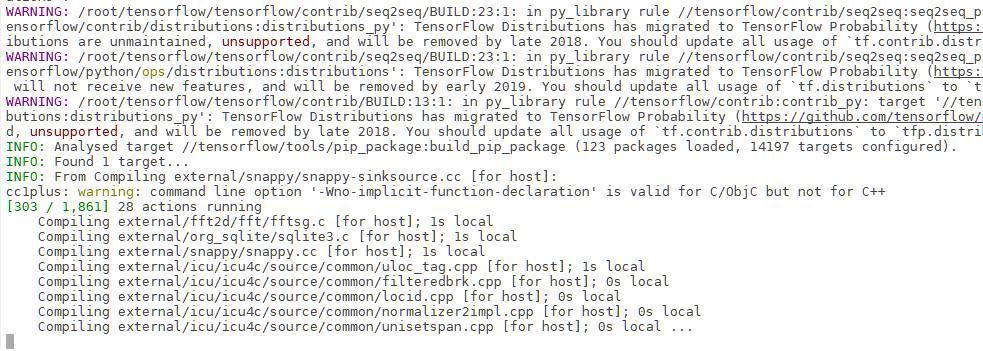 WARNING: /root/tensorflow/tensorflow/contrib/seq2seq/BUILD:23:1: in py_library rule //tensorflow/contrib/seq2seq:seq2seq_p
ensorflow/contrib/distributions:distributions_py': TensorFlow Distributions has migrated to TensorFlow Probability (https:
ibutions are unmaintained, unsupported, and will be removed by late 2018. You should update all usage of `tf.contrib.distr
WARNING: /root/tensorflow/tensorflow/contrib/seq2seq/BUILD:23:1: in py_library rule //tensorflow/contrib/seq2seq:seq2seq_p
ensorflow/python/ops/distributions:distributions': TensorFlow Distributions has migrated to TensorFlow Probability (https:
will not receive new features, and will be removed by early 2019. You should update all usage of `tf.distributions` to `t
WARNING: /root/tensorflow/tensorflow/contrib/BUILD:13:1: in py_library rule //tensorflow/contrib:contrib_py: target '//ten
butions:distributions_py': TensorFlow Distributions has migrated to TensorFlow Probability (https://github.com/tensorflow/
d, unsupported, and will be removed by late 2018. You should update all usage of `tf.contrib.distributions` to `tfp.distri
INFO: Analysed target //tensorflow/tools/pip_package:build_pip_package (123 packages loaded, 14197 targets configured).
INFO: Found 1 target...
INFO: From Compiling external/snappy/snappy-sinksource.cc [for host]:
cc1plus: warning: command line option '-Wno-implicit-function-declaration' is valid for C/ObjC but not for C++
[303 / 1,861] 28 actions running
Compiling external/fft2d/fft/fftsg.c [for host]; 1s local
Compiling external/org_sqlite/sqlite3.c [for host]; 1s local
Compiling external/snappy/snappy.cc [for host]; 1s local
Compiling external/icu/icu4c/source/common/uloc_tag.cpp [for host]; 1s local
Compiling external/icu/icu4c/source/common/filteredbrk.cpp [for host]; 0s local
Compiling external/icu/icu4c/source/common/locid.cpp [for host]; 0s local
Compiling external/icu/icu4c/source/common/normalizer2impl.cpp [for host]; 0s local
Compiling external/icu/icu4c/source/common/unisetspan.cpp [for host]; 0s local ...